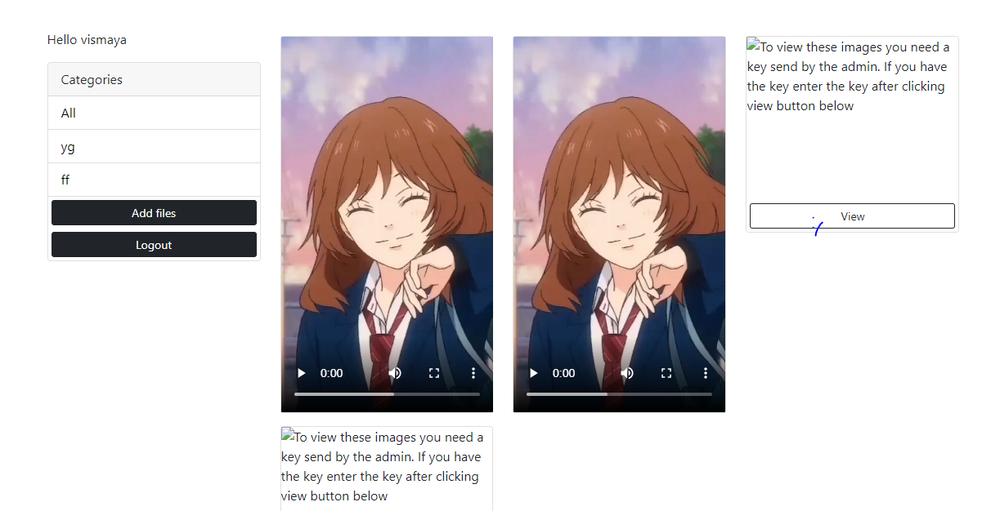 Hello vismaya
Categories
All
yg
ff
Add files
Logout
0:00
0:00
To view these images you need a
key send by the admin. If you have
the key enter the key after clicking
view button below
View
To view these images you need a
key send by the admin. If you have
the key enter the key after clicking
view button below